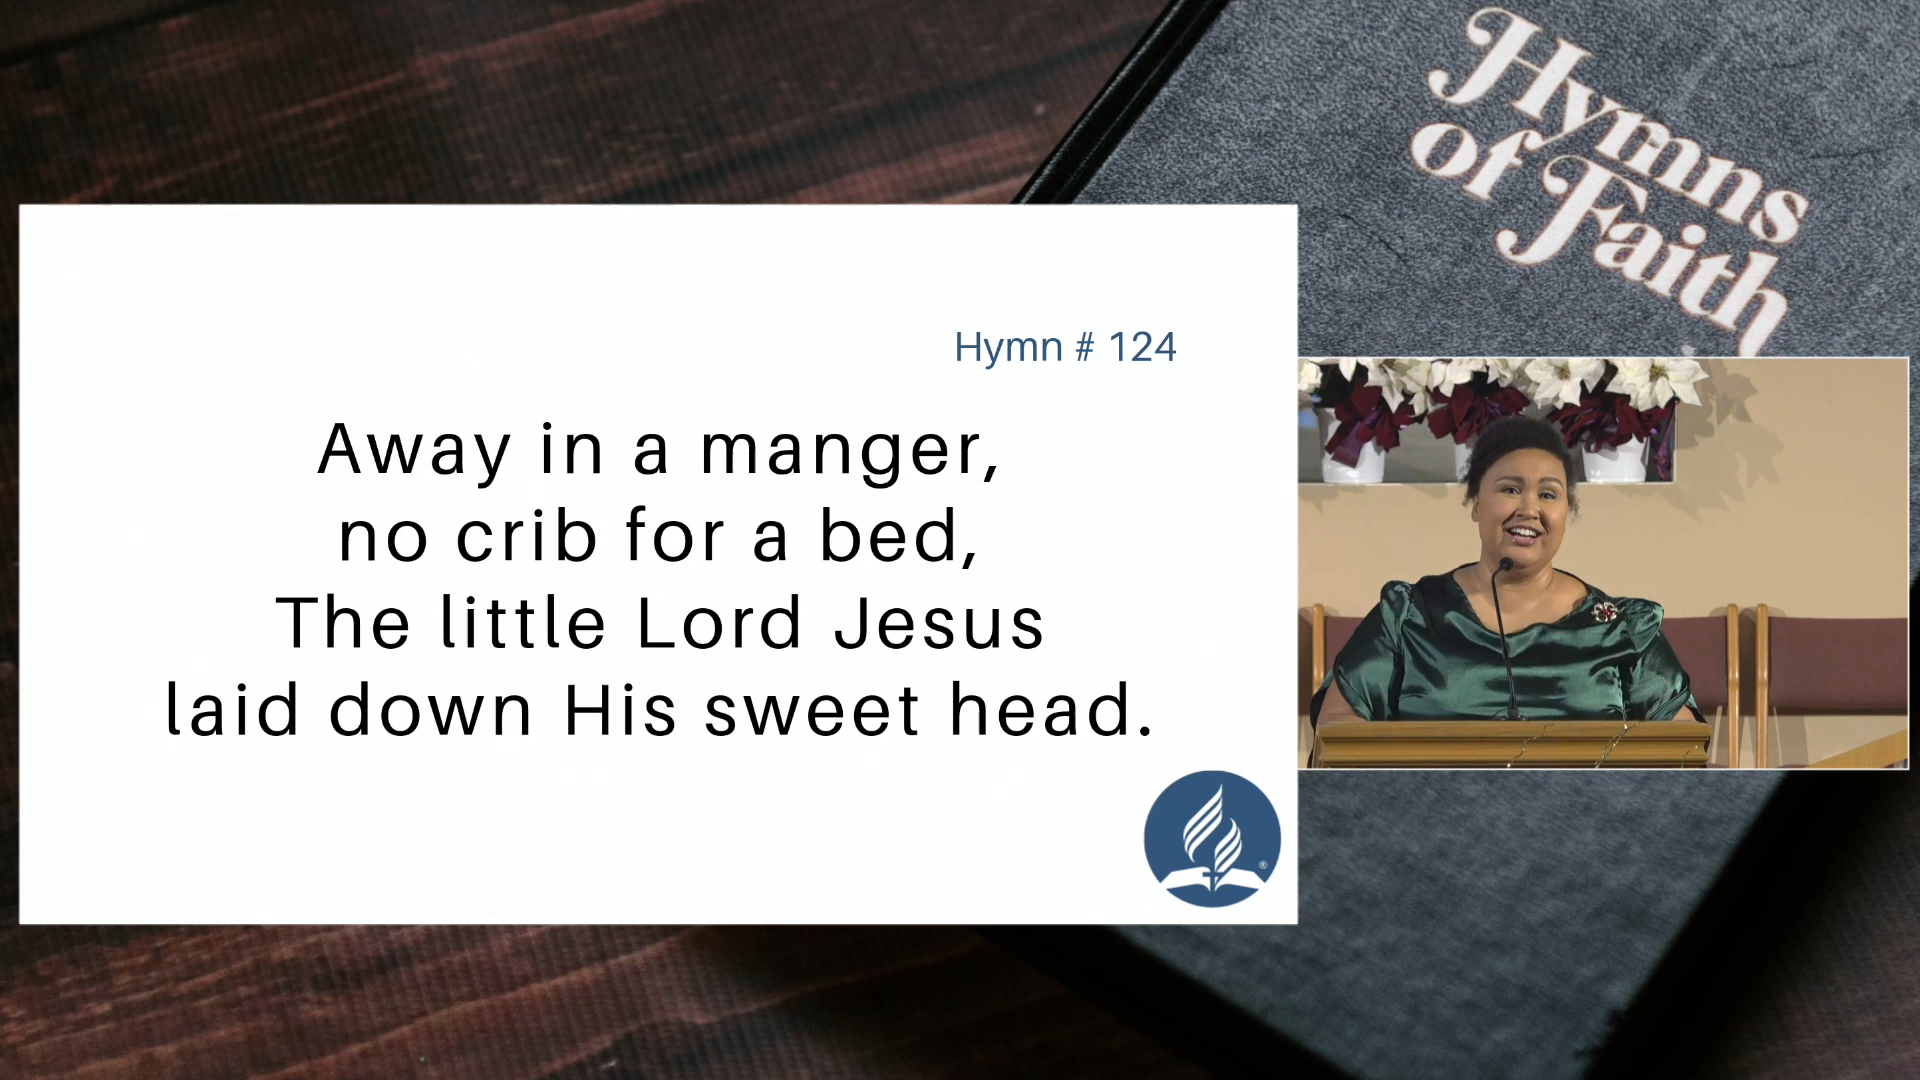 Hymns
of Faith
Hymn # 124
Away in a manger,
no crib for a bed,
The little Lord Jesus
laid down His sweet head.
®